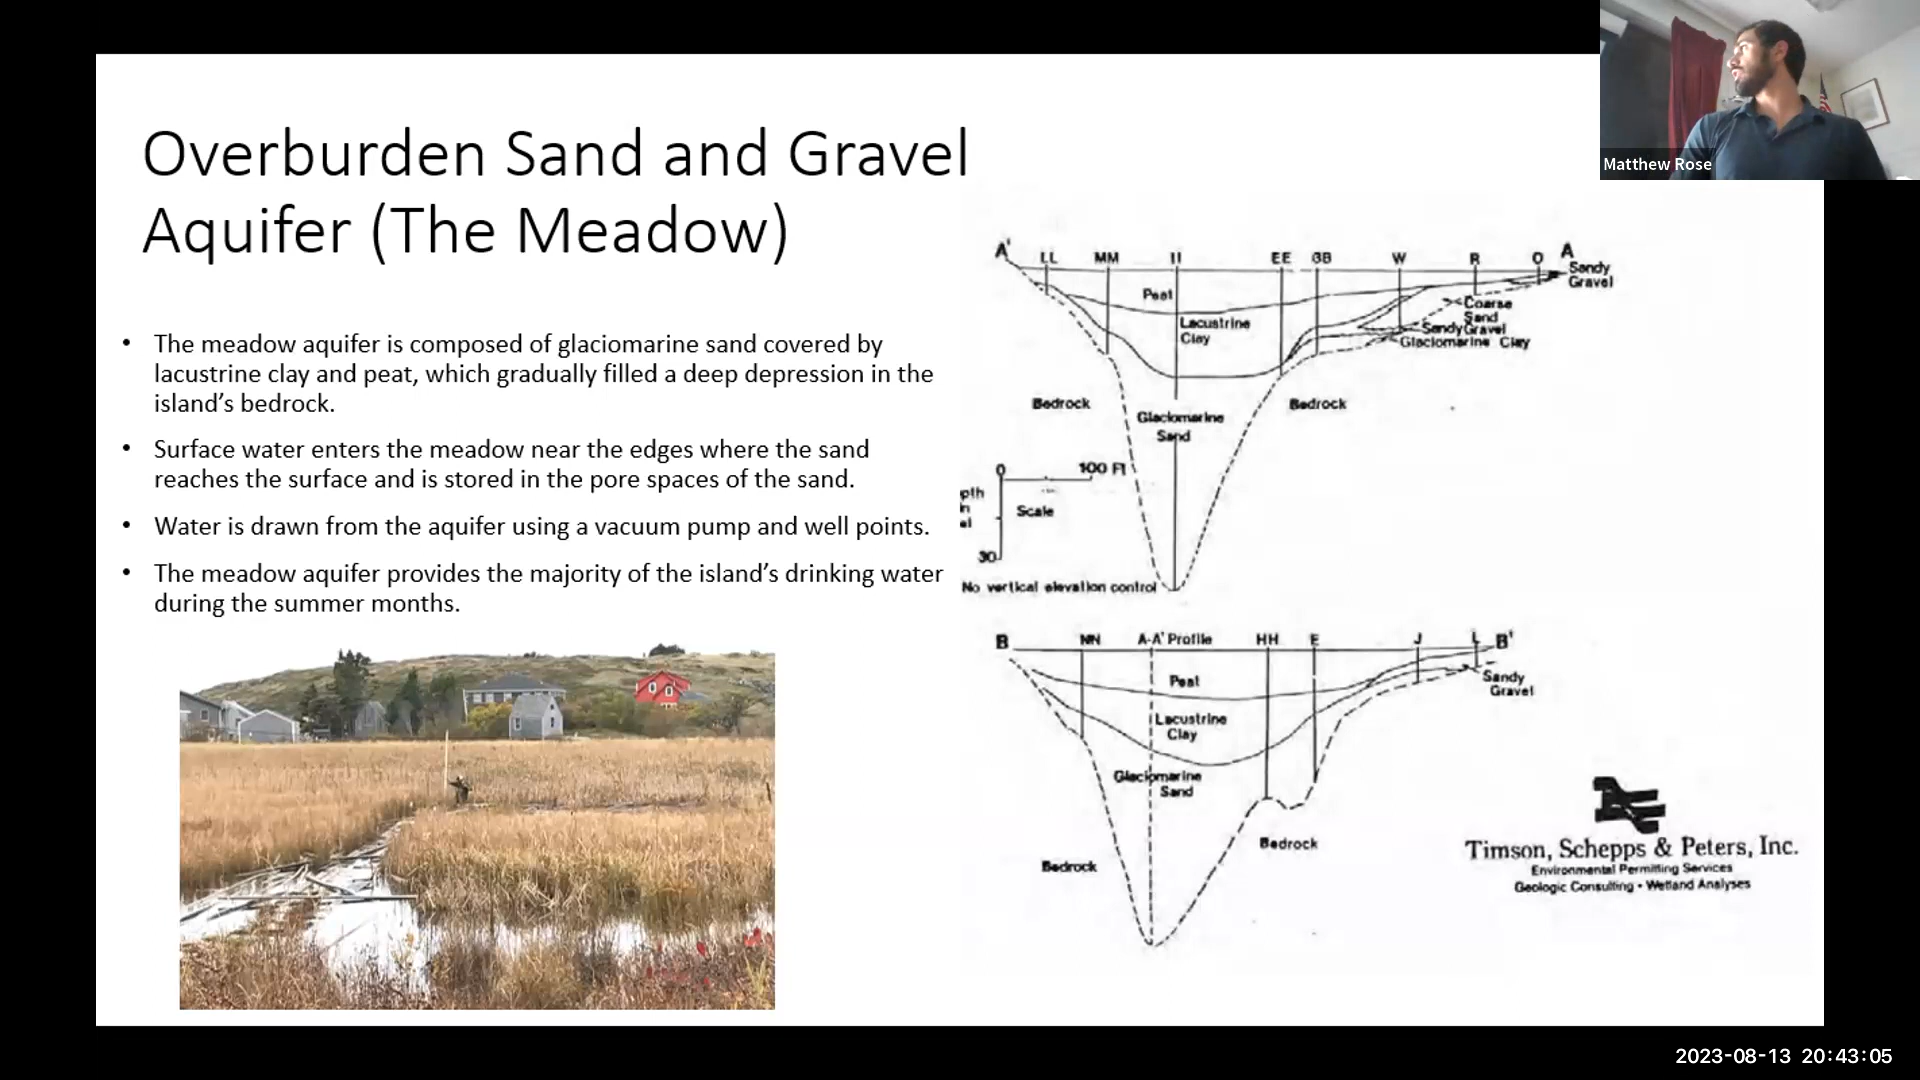 Matthew Rose
Overburden Sand and Gravel
Aquifer (The Meadow)
• The meadow aquifer is composed of glaciomarine sand covered by
lacustrine clay and peat, which gradually filled a deep depression in the
island's bedrock.
• Surface water enters the meadow near the edges where the sand
reaches the surface and is stored in the pore spaces of the sand.
• Water is drawn from the aquifer using a vacuum pump and well points.
• The meadow aquifer provides the majority of the island's drinking water
during the summer months.
A' LL MM II EE BB W R O A
Sandy
Gravel
Peat
Coarse
Sand
Lacustrine
Clay
Sandy Gravel
Glaciomarine Clay
Bedrock
Bedrock
Glaciomarine
Sand
0 100 Ft
pth
Scale
30
No vertical elevation control
B NN A-A' Profile HH E J L B'
Peat
Sandy
Gravel
Lacustrine
Clay
Glaciomarine
Sand
Bedrock
Bedrock
Timson, Schepps & Peters, Inc.
Environmental Permitting Services
Geologic Consulting • Wetland Analyses
2023-08-13 20:43:05